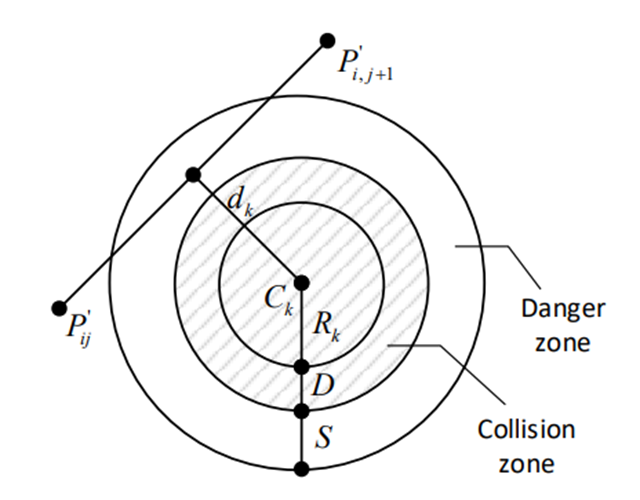 P'i,j+1
dk
Ck
Rk
P'ij
Danger
zone
D
S
Collision
zone